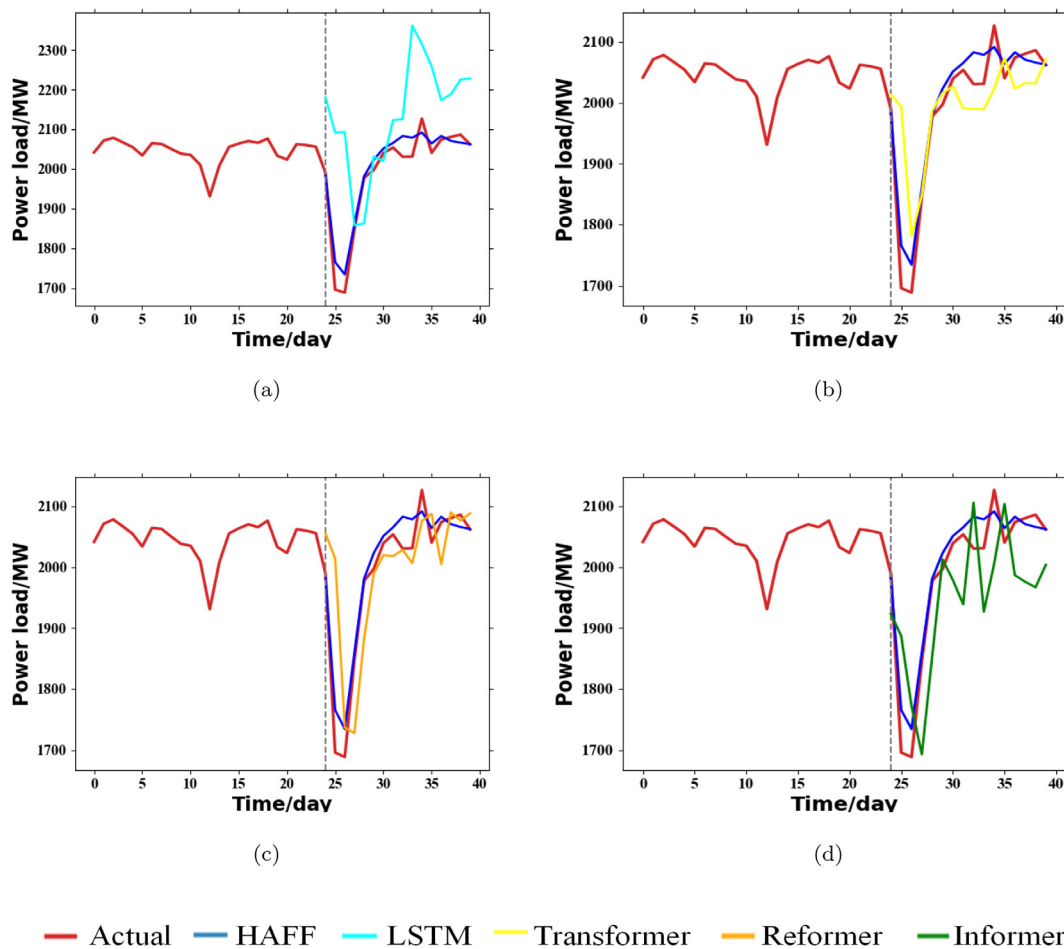 2300
2200
2100
2000
1900
1800
1700
Power load/MW
0 5 10 15 20 25 30 35 40
Time/day
(a)
2100
2000
1900
1800
1700
Power load/MW
0 5 10 15 20 25 30 35 40
Time/day
(b)
2100
2000
1900
1800
1700
Power load/MW
0 5 10 15 20 25 30 35 40
Time/day
(c)
2100
2000
1900
1800
1700
Power load/MW
0 5 10 15 20 25 30 35 40
Time/day
(d)
Actual HAFF LSTM Transformer Reformer Informer